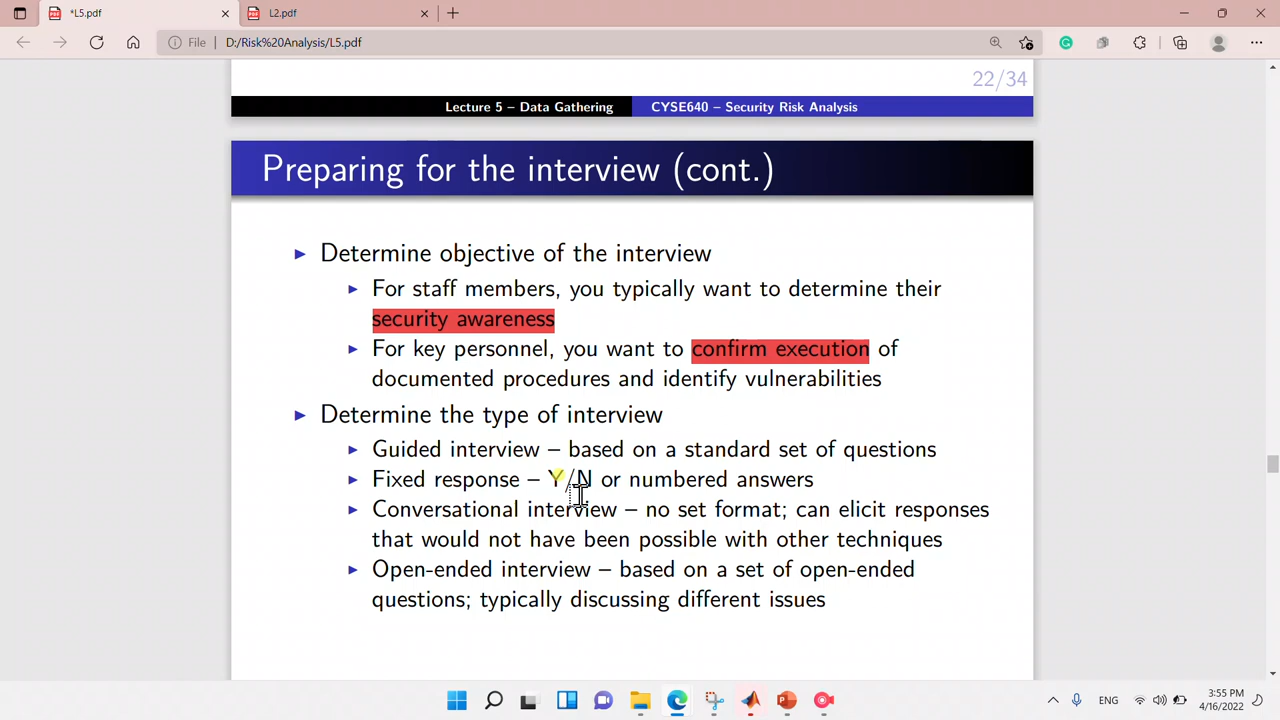 *L5.pdf
L2.pdf
File
D:/Risk%20Analysis/L5.pdf
22/34
Lecture 5 – Data Gathering CYSE640 – Security Risk Analysis
Preparing for the interview (cont.)
Determine objective of the interview
For staff members, you typically want to determine their
security awareness
For key personnel, you want to confirm execution of
documented procedures and identify vulnerabilities
Determine the type of interview
Guided interview – based on a standard set of questions
Fixed response – Y/N or numbered answers
Conversational interview – no set format; can elicit responses
that would not have been possible with other techniques
Open-ended interview – based on a set of open-ended
questions; typically discussing different issues
ENG
3:55 PM
4/16/2022